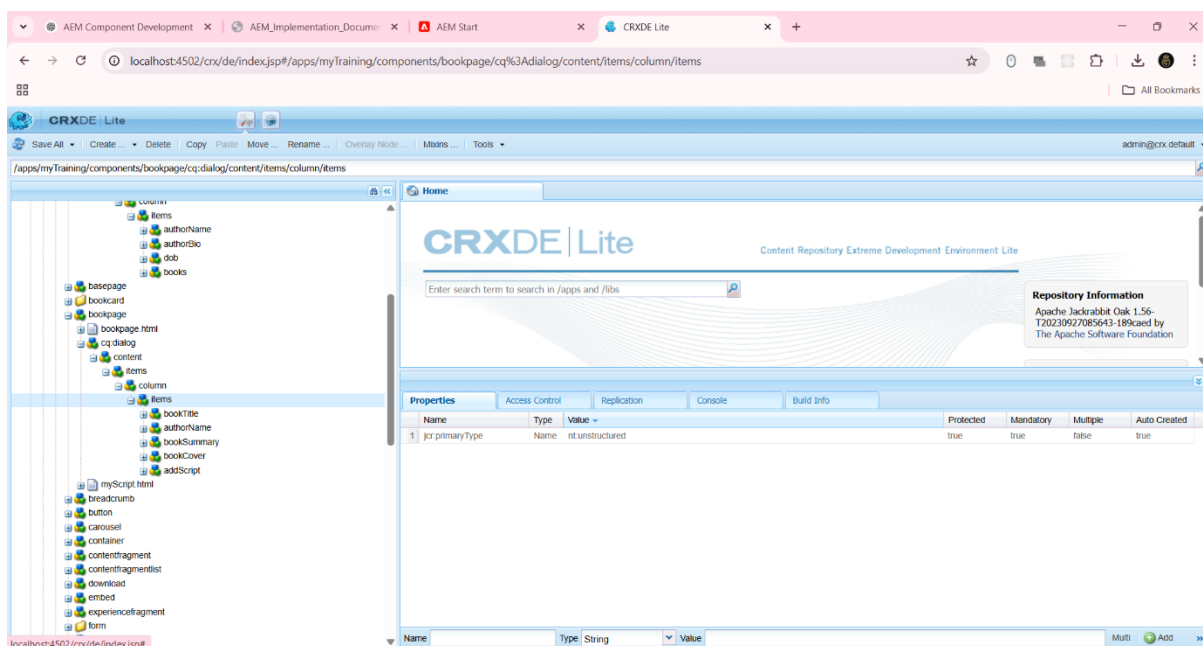 AEM Component Development
AEM_Implementation_Docume
AEM Start
CRXDE Lite
localhost:4502/crx/de/index.jsp#/apps/myTraining/components/bookpage/cq%3Adialog/content/items/column/items
All Bookmarks
CRXDE Lite
Save All Create ... Delete Copy Paste Move ... Rename ... Overlay Node ... Mixins ... Tools admin@crx.default
/apps/myTraining/components/bookpage/cq:dialog/content/items/column/items
Home
column
items
authorName
authorBio
dob
books
basepage
bookcard
bookpage
bookpage.html
cq:dialog
content
items
column
items
bookTitle
authorName
bookSummary
bookCover
addScript
myScript.html
breadcrumb
button
carousel
container
contentfragment
contentfragmentlist
download
embed
experiencefragment
form
localhost:4502/crx/de/index.jsp#
CRXDE Lite
Content Repository Extreme Development Environment Lite
Enter search term to search in /apps and /libs
Repository Information
Apache Jackrabbit Oak 1.56-
T20230927085643-189caed by
The Apache Software Foundation
Properties Access Control Replication Console Build Info
Name Type Value Protected Mandatory Multiple Auto Created
1 jcr:primaryType Name nt:unstructured true true false true
Name Type String Value Multi Add